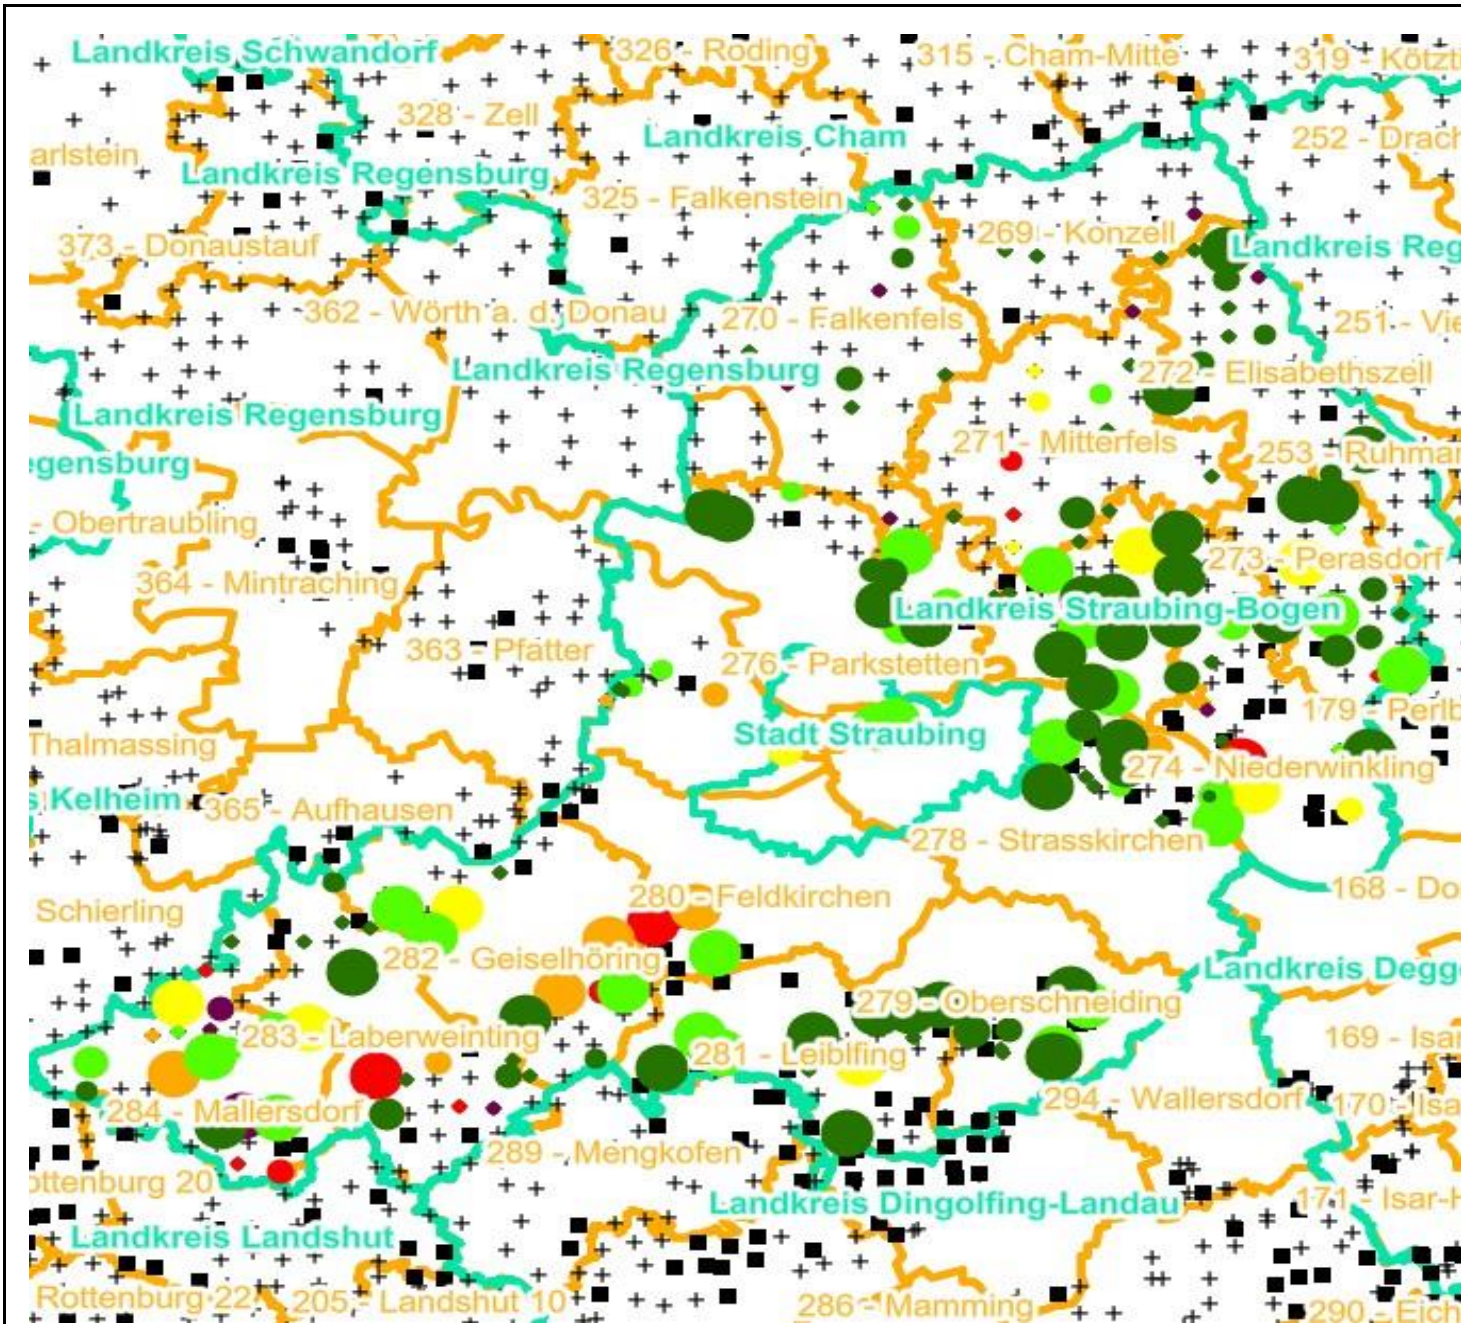 Landkreis Schwandorf
326 - Roding
315 - Cham-Mitte
319 - Kötzti
328 - Zell
Landkreis Cham
252 - Drach
arlstein
Landkreis Regensburg
325 - Falkenstein
373 - Donaustauf
269 - Konzell
Landkreis Reg
362 - Wörth a. d. Donau
270 - Falkenfels
251 - Vie
Landkreis Regensburg
272 - Elisabethszell
Landkreis Regensburg
271 - Mitterfels
253 - Ruhmar
egensburg
- Obertraubling
273 - Perasdorf
364 - Mintraching
Landkreis Straubing-Bogen
363 - Pfatter
276 - Parkstetten
179 - Perlb
Thalmassing
Stadt Straubing
274 - Niederwinkling
s Kelheim
365 - Aufhausen
278 - Strasskirchen
280 - Feldkirchen
168 - Do
Schierling
282 - Geiselhöring
Landkreis Degge
279 - Oberschneiding
283 - Laberweinting
169 - Isar
281 - Leiblfing
284 - Mallersdorf
294 - Wallersdorf
170 - Isa
289 - Mengkofen
ottenburg 20
Landkreis Dingolfing-Landau
171 - Isar-H
Landkreis Landshut
Rottenburg 22
205 - Landshut 10
286 - Mamming
290 - Eich